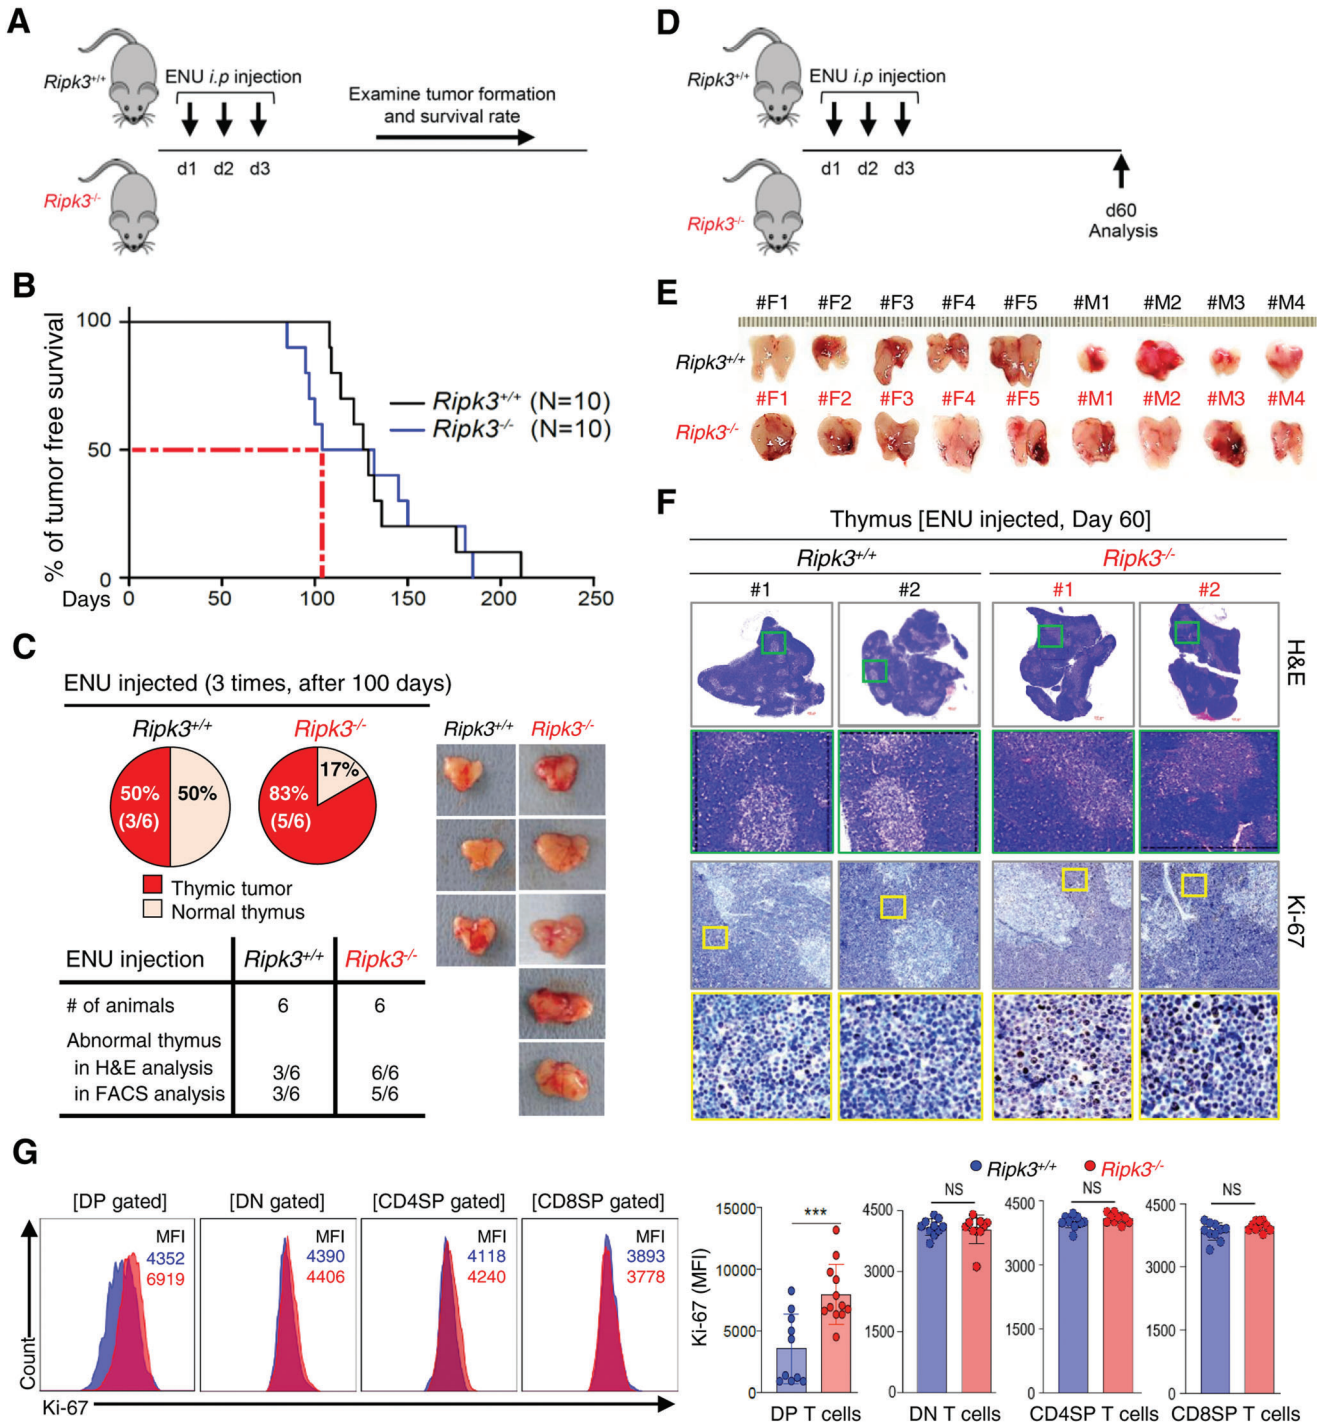 A
Ripk3+/+
ENU i.p injection
Examine tumor formation
and survival rate
d1 d2 d3
Ripk3-/-
B
% of tumor free survival
100
50
0
Ripk3+/+ (N=10)
Ripk3-/- (N=10)
Days 0 50 100 150 200 250
C
ENU injected (3 times, after 100 days)
Ripk3+/+ Ripk3-/-
50%
(3/6)
50%
83%
(5/6)
17%
Thymic tumor
Normal thymus
Ripk3+/+ Ripk3-/-
ENU injection Ripk3+/+ Ripk3-/-
# of animals 6 6
Abnormal thymus
in H&E analysis 3/6 6/6
in FACS analysis 3/6 5/6
D
Ripk3+/+
ENU i.p injection
d1 d2 d3
Ripk3-/-
d60
Analysis
E
#F1 #F2 #F3 #F4 #F5 #M1 #M2 #M3 #M4
Ripk3+/+
#F1 #F2 #F3 #F4 #F5 #M1 #M2 #M3 #M4
Ripk3-/-
F
Thymus [ENU injected, Day 60]
Ripk3+/+ Ripk3-/-
#1 #2 #1 #2
H&E
Ki-67
G
[DP gated] [DN gated] [CD4SP gated] [CD8SP gated]
MFI
4352
6919
MFI
4390
4406
MFI
4118
4240
MFI
3893
3778
Count
Ki-67
Ripk3+/+ Ripk3-/-
Ki-67 (MFI)
15000
10000
5000
0
***
DP T cells
4500
3000
1500
0
NS
DN T cells
4500
3000
1500
0
NS
CD4SP T cells
4500
3000
1500
0
NS
CD8SP T cells